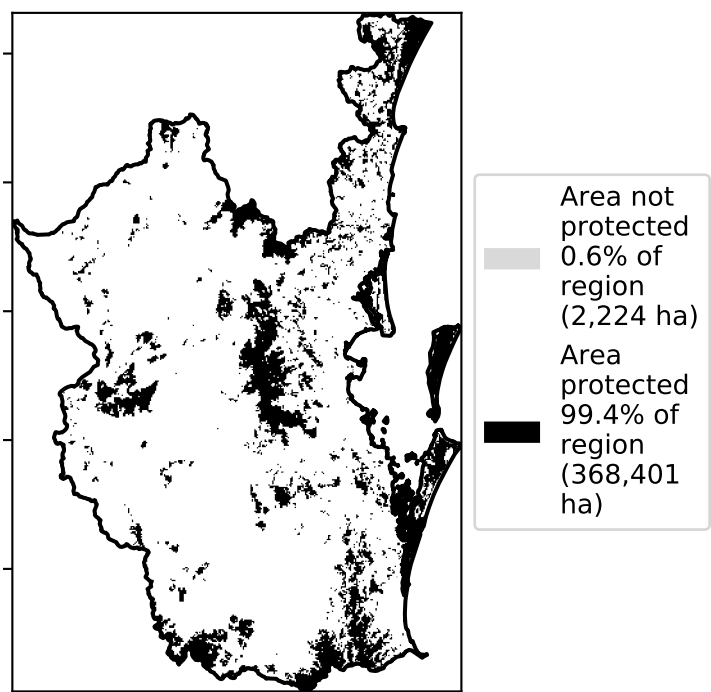 Area not
protected
0.6% of
region
(2,224 ha)
Area
protected
99.4% of
region
(368,401
ha)